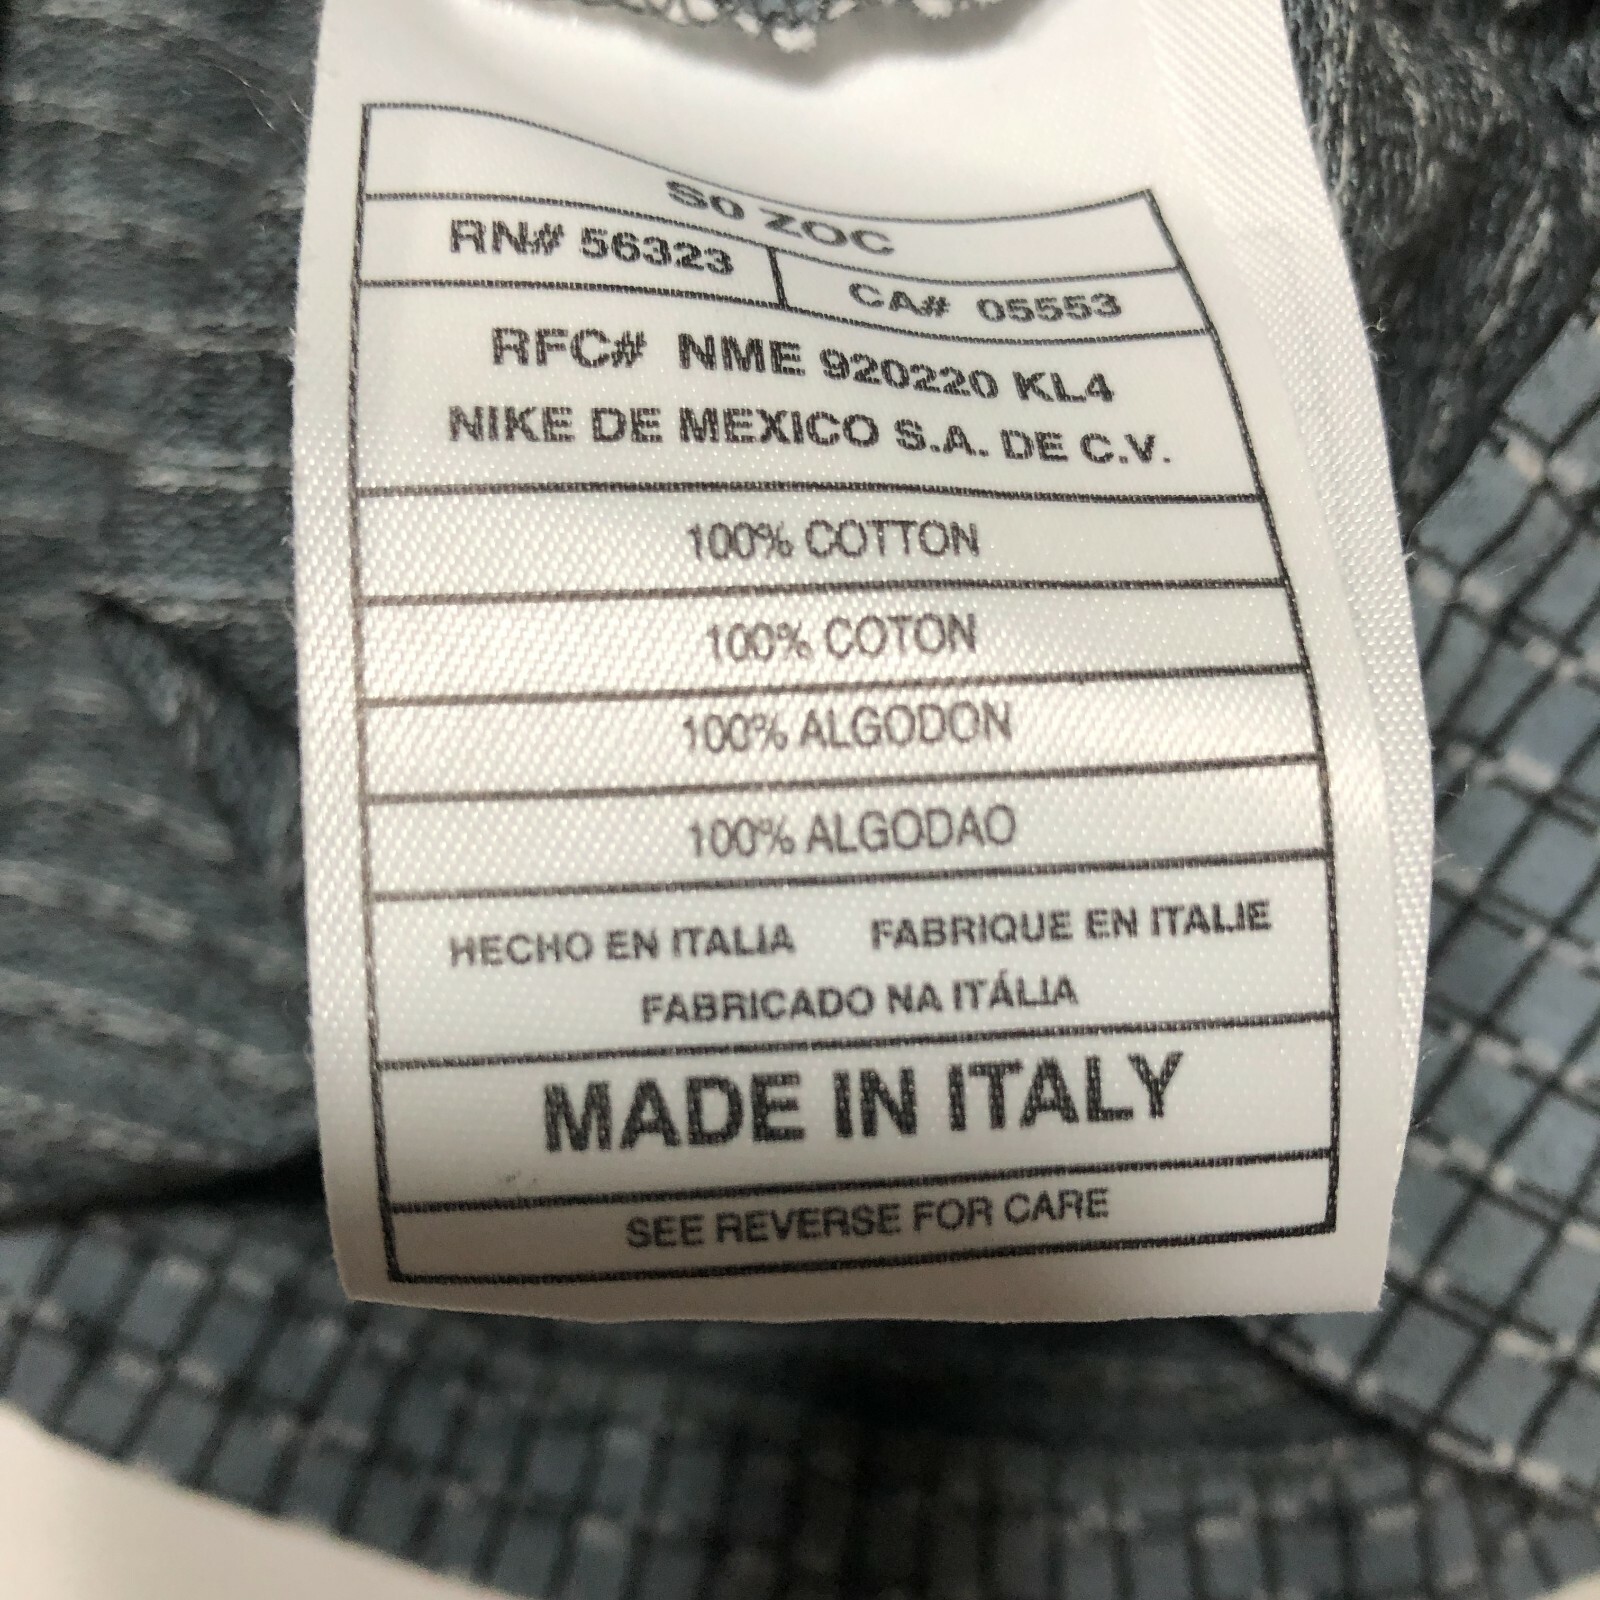 SO ZOC
RN# 56323
CA# 05553
RFC# NME 920220 KL4
NIKE DE MEXICO S.A. DE C.V.
100% COTTON
100% COTON
100% ALGODON
100% ALGODAO
HECHO EN ITALIA FABRIQUE EN ITALIE
FABRICADO NA ITÁLIA
MADE IN ITALY
SEE REVERSE FOR CARE